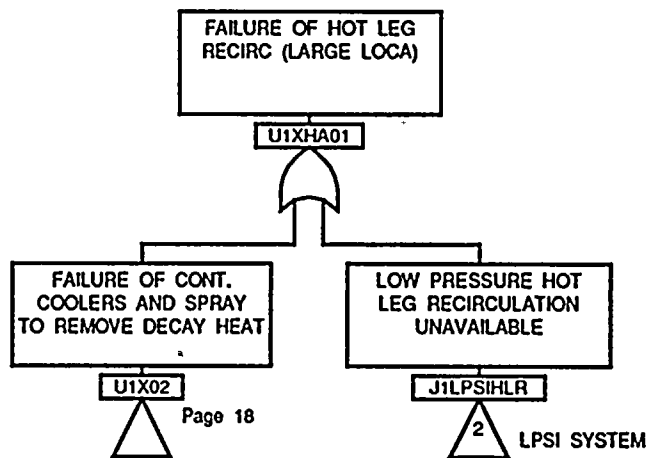 FAILURE OF HOT LEG
RECIRC (LARGE LOCA)
U1XHA01
FAILURE OF CONT.
COOLERS AND SPRAY
TO REMOVE DECAY HEAT
U1X02
Page 18
LOW PRESSURE HOT
LEG RECIRCULATION
UNAVAILABLE
J1LPSIHLR
2
LPSI SYSTEM